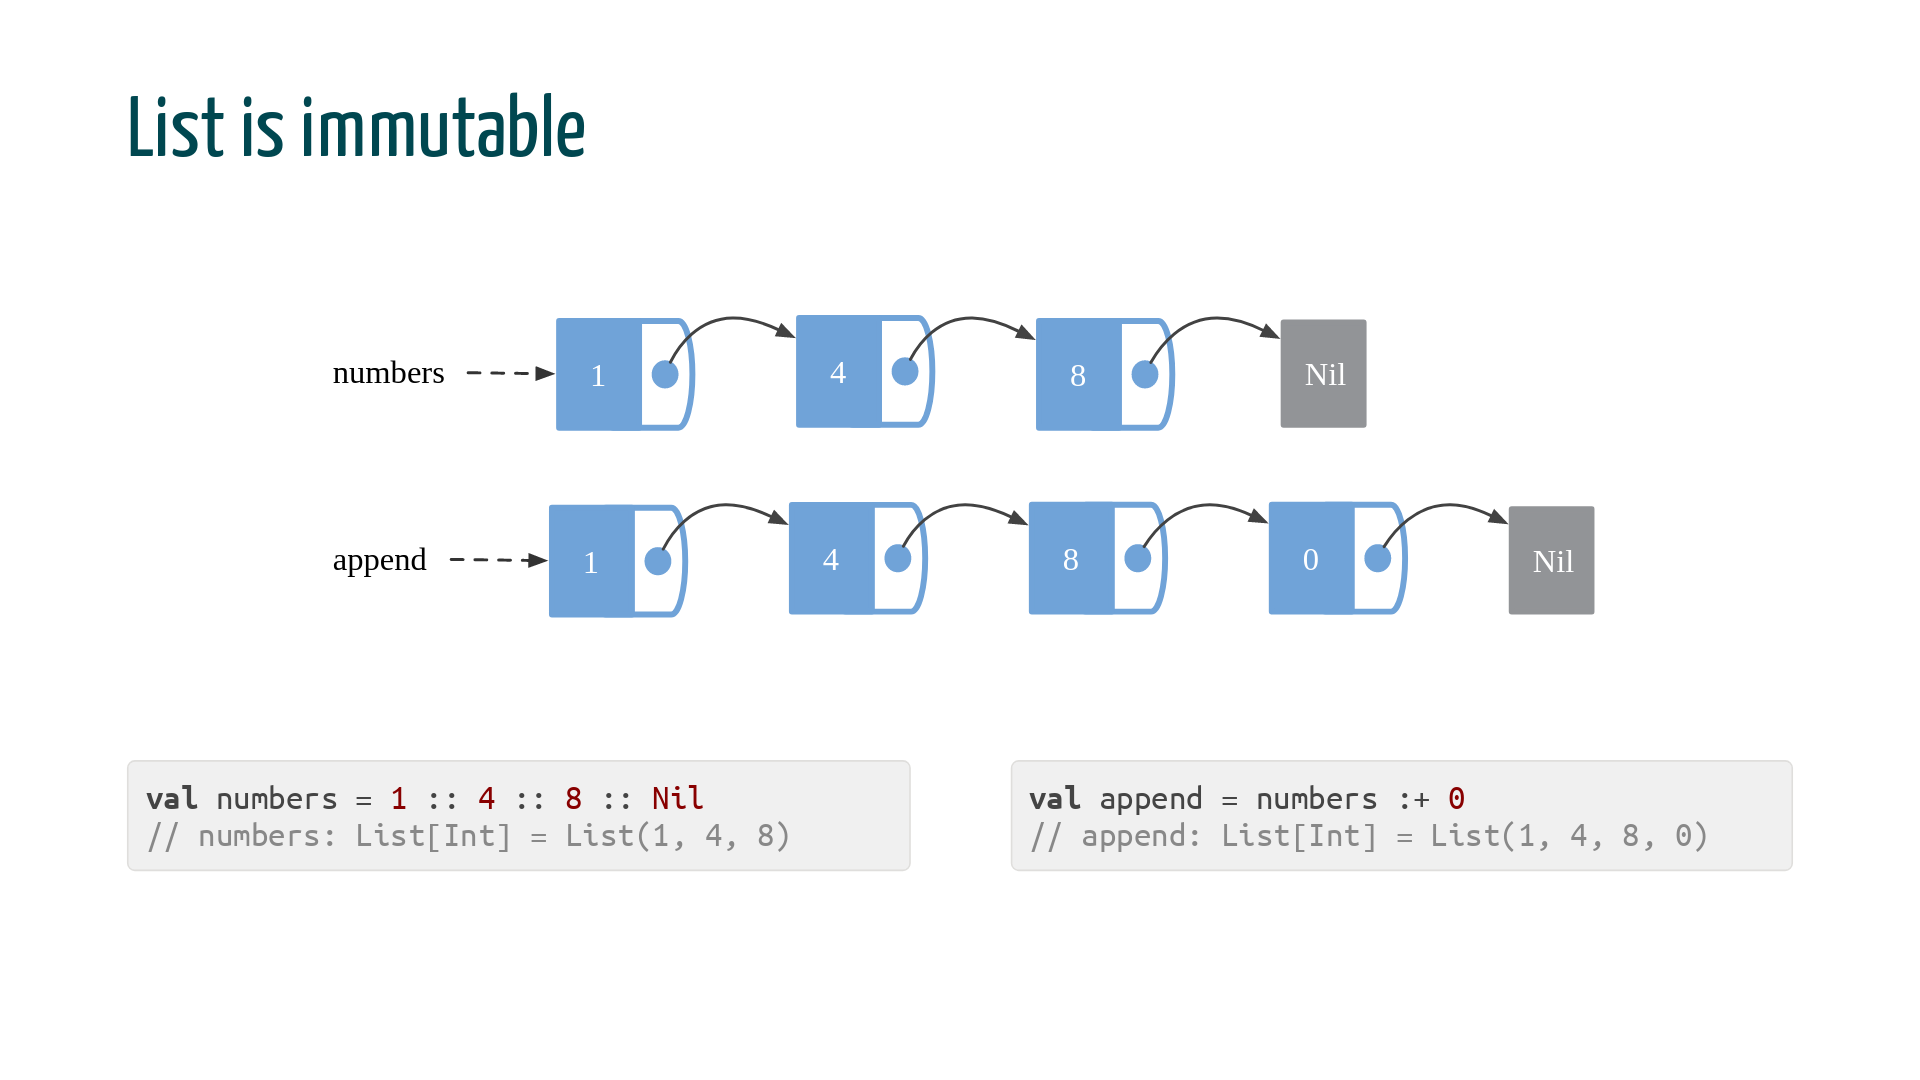 List is immutable
numbers 1 4 8 Nil
append 1 4 8 0 Nil
val numbers = 1 :: 4 :: 8 :: Nil
// numbers: List[Int] = List(1, 4, 8)
val append = numbers :+ 0
// append: List[Int] = List(1, 4, 8, 0)